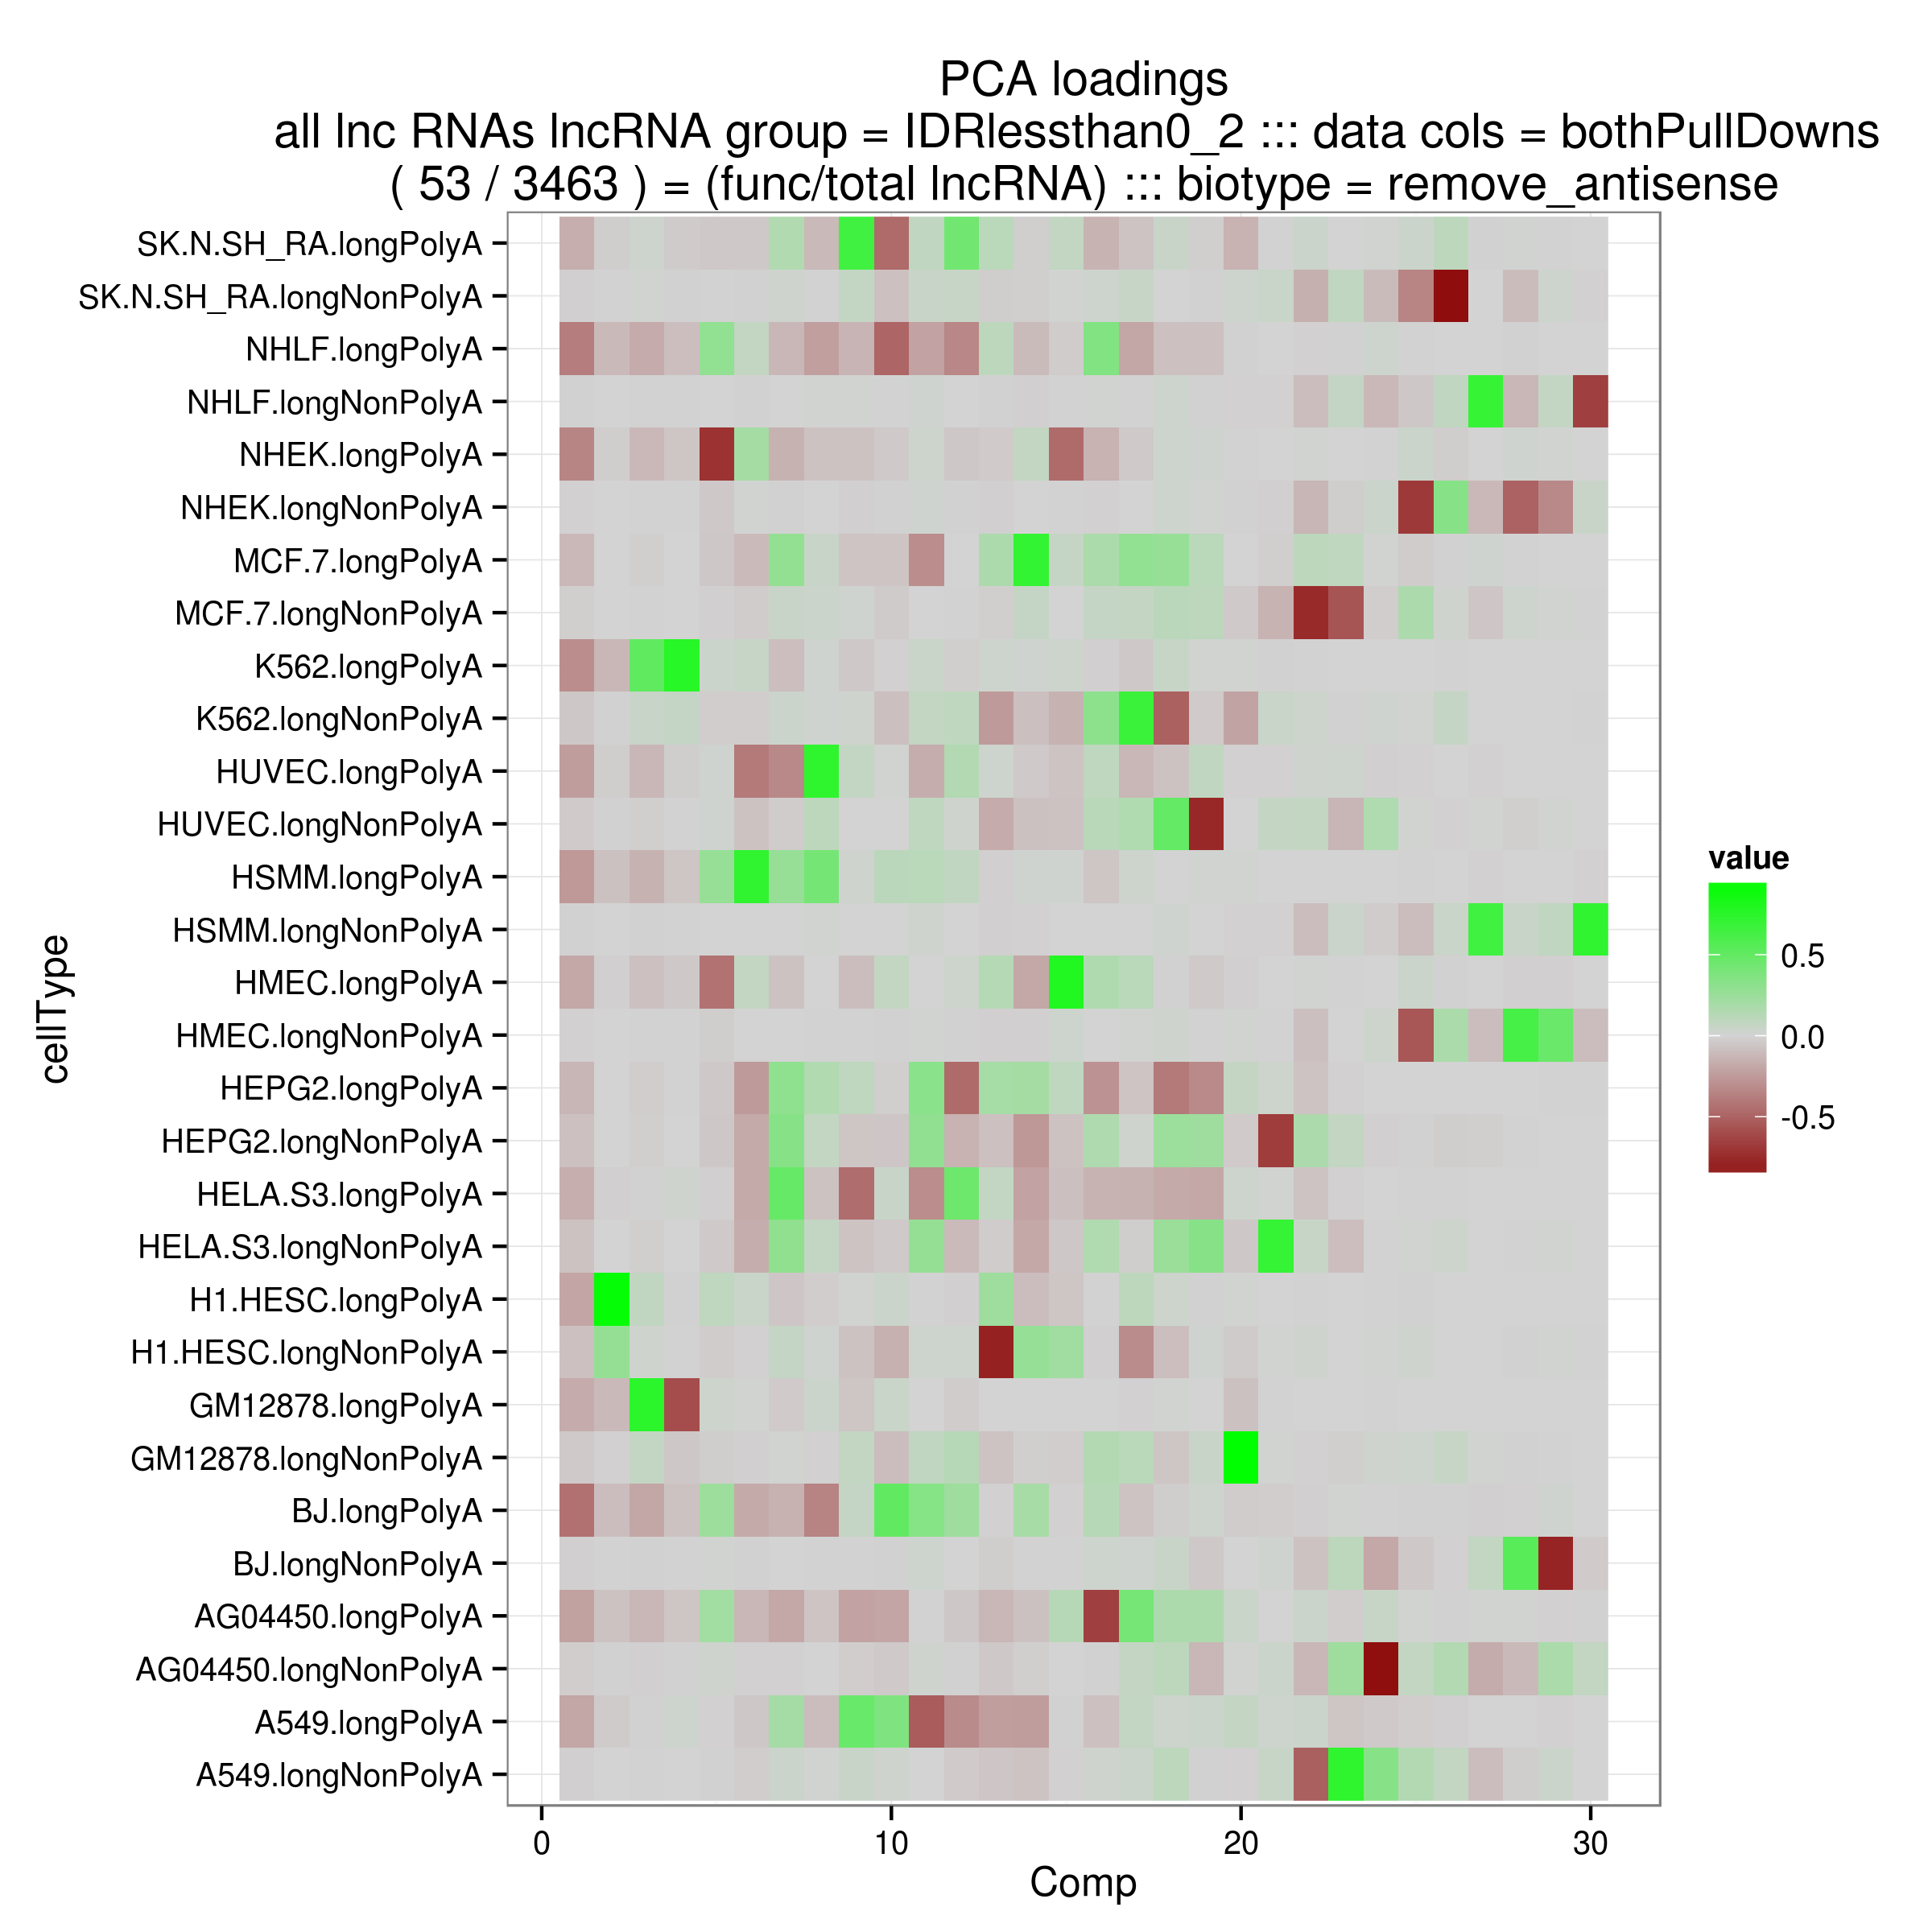 PCA loadings
all lnc RNAs lncRNA group = IDRlessthan0_2 ::: data cols = bothPullDowns
( 53 / 3463 ) = (func/total lncRNA) ::: biotype = remove_antisense
cellType
SK.N.SH_RA.longPolyA
SK.N.SH_RA.longNonPolyA
NHLF.longPolyA
NHLF.longNonPolyA
NHEK.longPolyA
NHEK.longNonPolyA
MCF.7.longPolyA
MCF.7.longNonPolyA
K562.longPolyA
K562.longNonPolyA
HUVEC.longPolyA
HUVEC.longNonPolyA
HSMM.longPolyA
HSMM.longNonPolyA
HMEC.longPolyA
HMEC.longNonPolyA
HEPG2.longPolyA
HEPG2.longNonPolyA
HELA.S3.longPolyA
HELA.S3.longNonPolyA
H1.HESC.longPolyA
H1.HESC.longNonPolyA
GM12878.longPolyA
GM12878.longNonPolyA
BJ.longPolyA
BJ.longNonPolyA
AG04450.longPolyA
AG04450.longNonPolyA
A549.longPolyA
A549.longNonPolyA
0 10 20 30
Comp
value
0.5
0.0
-0.5